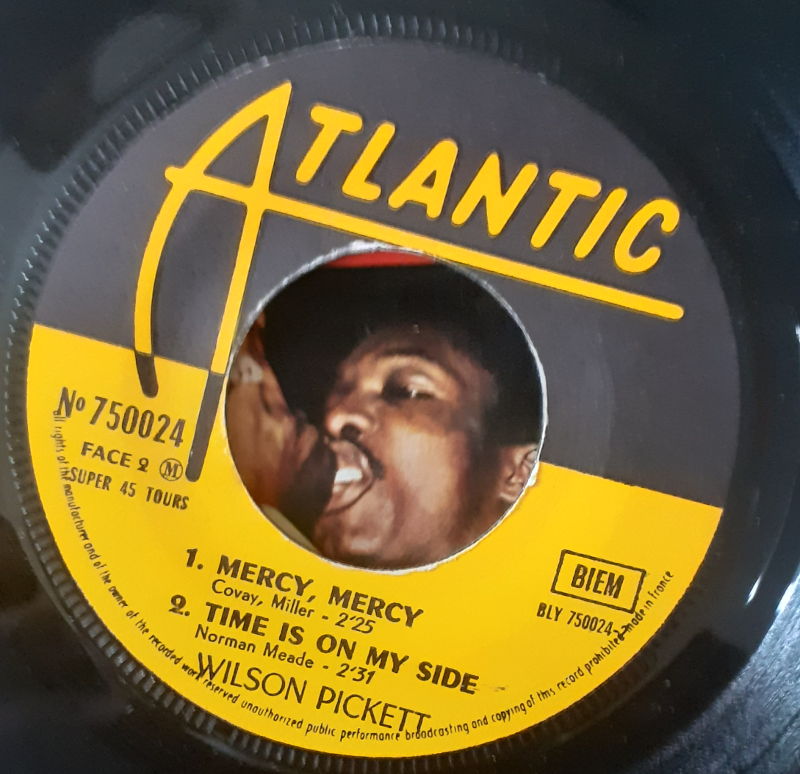 ATLANTIC
Nº 750024
FACE 2 M
SUPER 45 TOURS
BIEM
BLY 750024-2
1. MERCY, MERCY
Covay, Miller - 2'25
2. TIME IS ON MY SIDE
Norman Meade - 2'31
WILSON PICKETT
all rights of the manufacturer and of the owner of the recorded work reserved unauthorized public performance broadcasting and copying of this record prohibited made in france